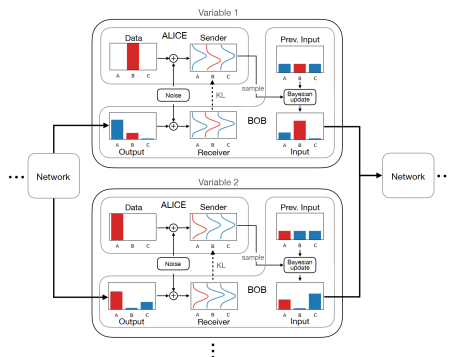 Variable 1
Data ALICE Sender Prev. Input
A B C A B C A B C
sample
Noise KL Bayesian
update
BOB
A B C A B C A B C
Output Receiver Input
Network Network
Variable 2
Data ALICE Sender Prev. Input
A B C A B C A B C
sample
Noise KL Bayesian
update
BOB
A B C A B C A B C
Output Receiver Input